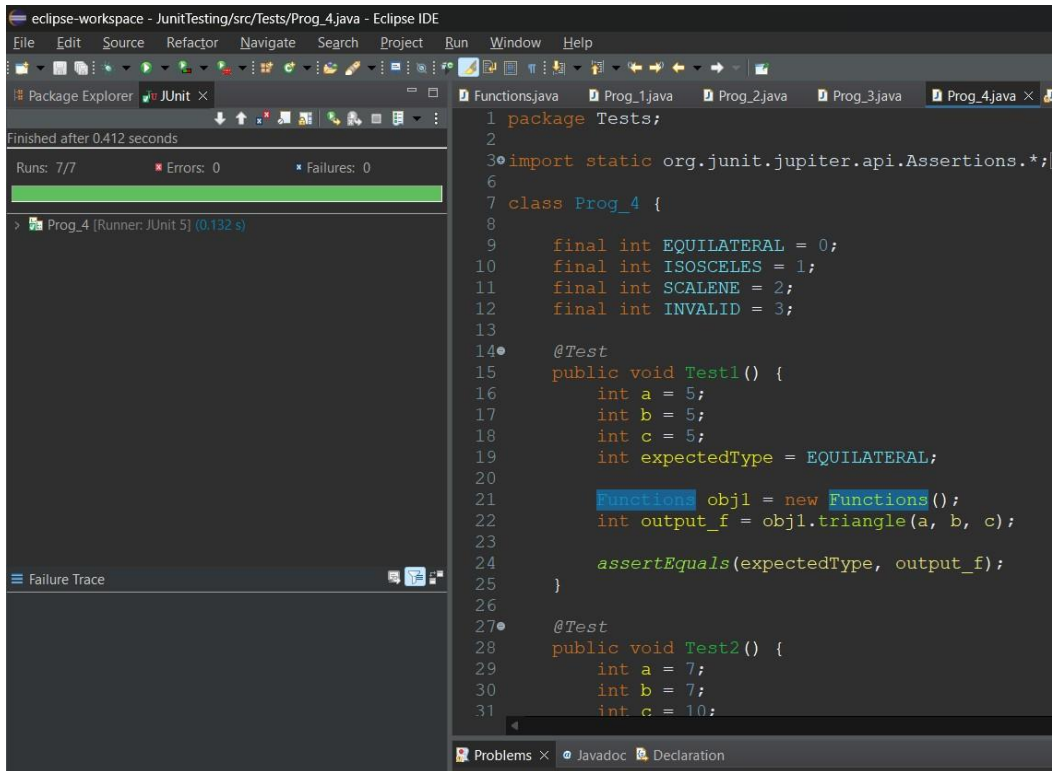 eclipse-workspace - JunitTesting/src/Tests/Prog_4.java - Eclipse IDE
File Edit Source Refactor Navigate Search Project Run Window Help
Package Explorer JUnit
Finished after 0.412 seconds
Runs: 7/7 Errors: 0 Failures: 0
Prog_4 [Runner: JUnit 5] (0.132 s)
Failure Trace
Functions.java Prog_1.java Prog_2.java Prog_3.java Prog_4.java
1 package Tests;
2
3 import static org.junit.jupiter.api.Assertions.*;
6
7 class Prog_4 {
8
9 final int EQUILATERAL = 0;
10 final int ISOSCELES = 1;
11 final int SCALENE = 2;
12 final int INVALID = 3;
13
14 @Test
15 public void Test1() {
16 int a = 5;
17 int b = 5;
18 int c = 5;
19 int expectedType = EQUILATERAL;
20
21 Functions obj1 = new Functions();
22 int output_f = obj1.triangle(a, b, c);
23
24 assertEquals(expectedType, output_f);
25 }
26
27 @Test
28 public void Test2() {
29 int a = 7;
30 int b = 7;
31 int c = 10;
Problems Javadoc Declaration